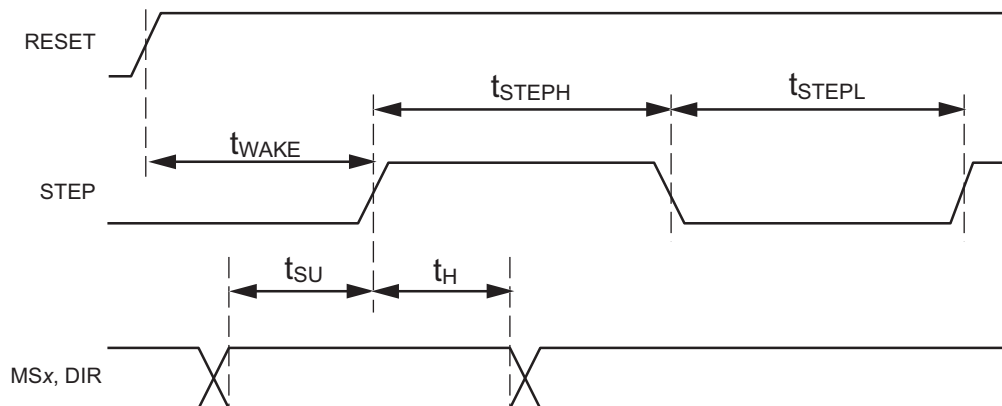 RESET
tSTEPH
tSTEPL
tWAKE
STEP
tSU
tH
MSx, DIR